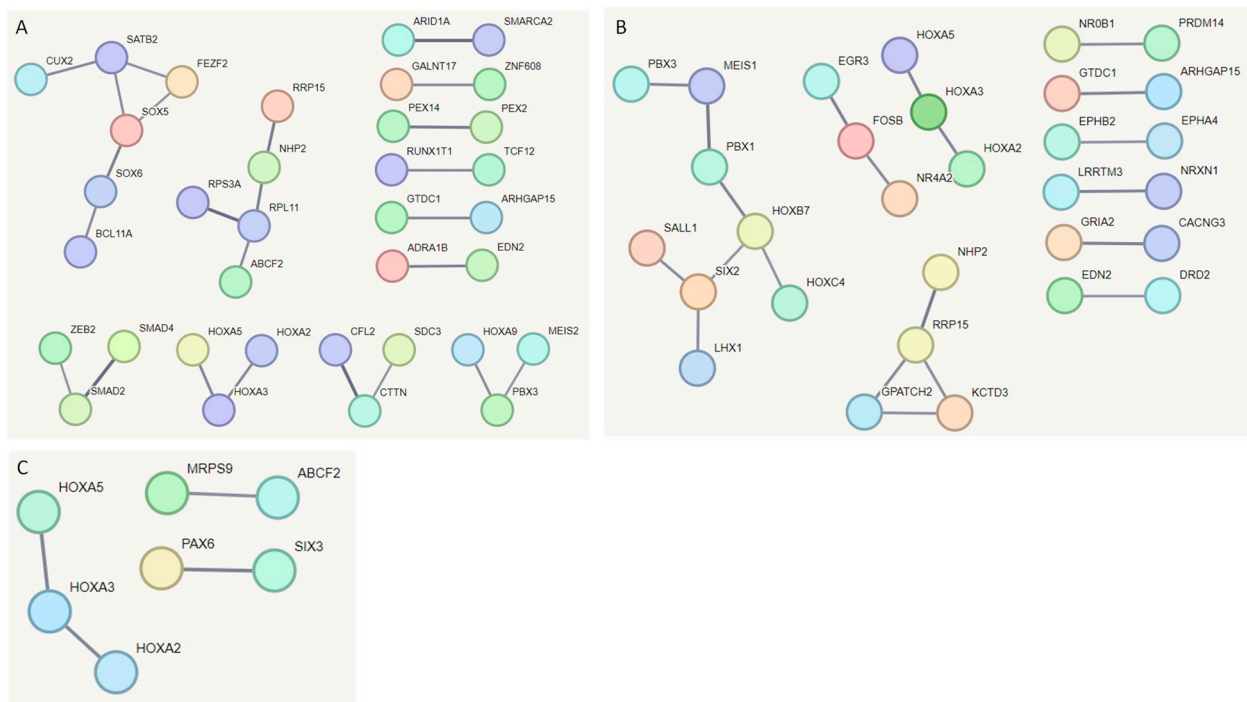 A
SATB2
CUX2
FEZF2
SOX5
SOX6
BCL11A
RRP15
NHP2
RPS3A
RPL11
ABCF2
ARID1A
SMARCA2
GALNT17
ZNF608
PEX14
PEX2
RUNX1T1
TCF12
GTDC1
ARHGAP15
ADRA1B
EDN2
ZEB2
SMAD4
SMAD2
HOXA5
HOXA2
HOXA3
CFL2
SDC3
CTTN
HOXA9
MEIS2
PBX3
B
PBX3
MEIS1
PBX1
HOXB7
SALL1
SIX2
HOXC4
LHX1
EGR3
FOSB
NR4A2
HOXA5
HOXA3
HOXA2
NHP2
RRP15
GPATCH2
KCTD3
NR0B1
PRDM14
GTDC1
ARHGAP15
EPHB2
EPHA4
LRRTM3
NRXN1
GRIA2
CACNG3
EDN2
DRD2
C
HOXA5
HOXA3
HOXA2
MRPS9
ABCF2
PAX6
SIX3